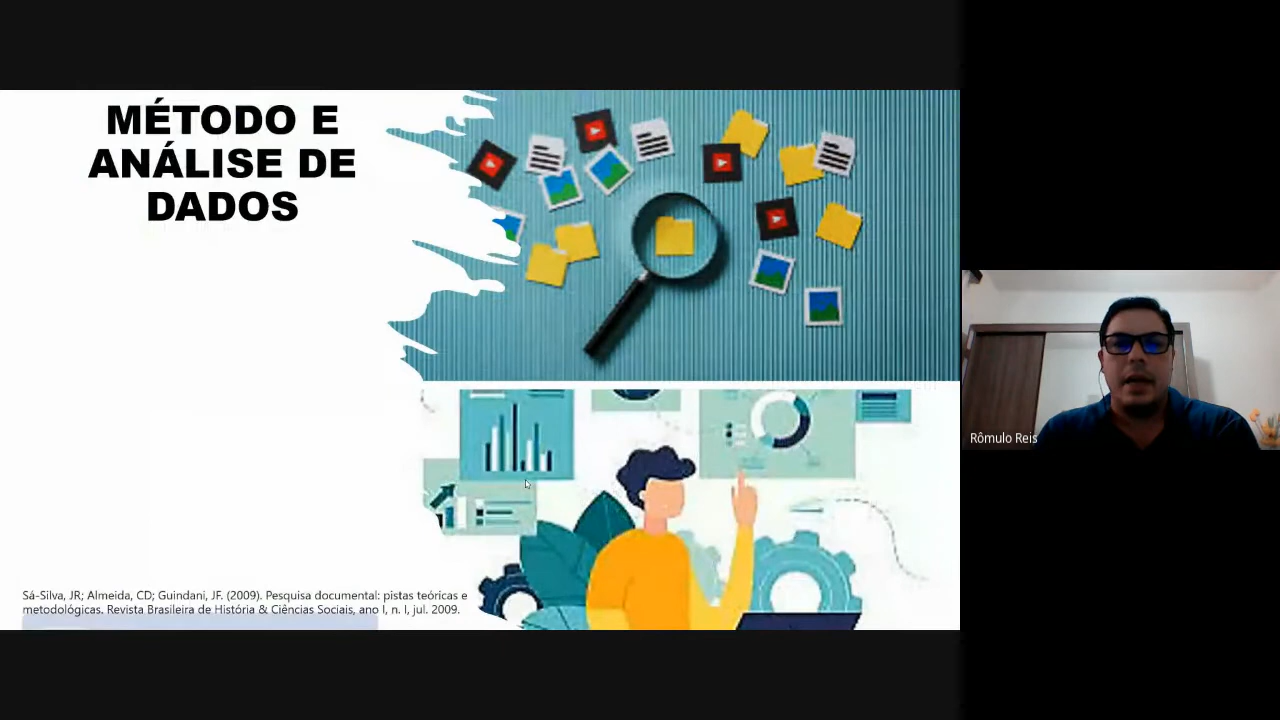 MÉTODO E
ANÁLISE DE
DADOS
Sá-Silva, JR; Almeida, CD; Guindani, JF. (2009). Pesquisa documental: pistas teóricas e
metodológicas. Revista Brasileira de História & Ciências Sociais, ano I, n. I, jul. 2009.
Rômulo Reis